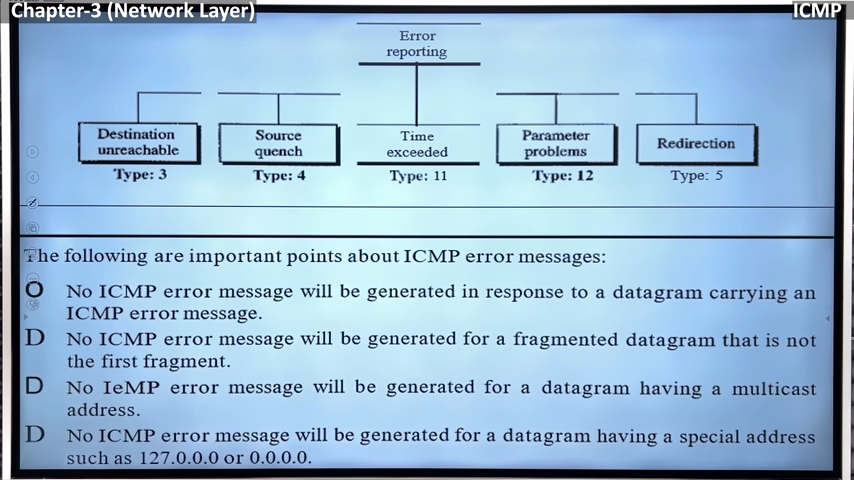 Chapter-3 (Network Layer)
ICMP
Error
reporting
Destination
unreachable
Type: 3
Source
quench
Type: 4
Time
exceeded
Type: 11
Parameter
problems
Type: 12
Redirection
Type: 5
The following are important points about ICMP error messages:
O No ICMP error message will be generated in response to a datagram carrying an
ICMP error message.
D No ICMP error message will be generated for a fragmented datagram that is not
the first fragment.
D No IeMP error message will be generated for a datagram having a multicast
address.
D No ICMP error message will be generated for a datagram having a special address
such as 127.0.0.0 or 0.0.0.0.